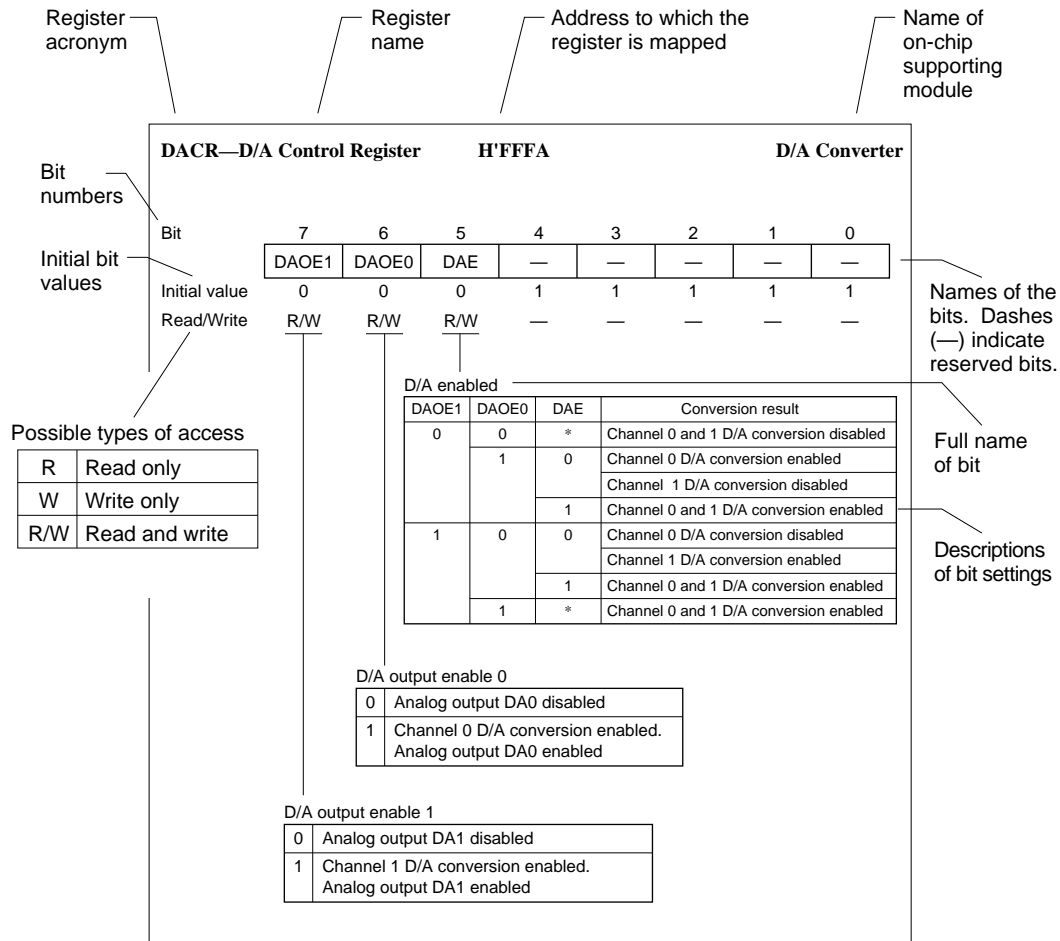 Register
acronym
Register
name
Address to which the
register is mapped
Name of
on-chip
supporting
module
DACR—D/A Control Register H'FFFA D/A Converter
Bit
numbers
Bit 7 6 5 4 3 2 1 0
DAOE1 DAOE0 DAE — — — — —
Initial bit
values
Initial value 0 0 0 1 1 1 1 1
Read/Write R/W R/W R/W — — — — —
Names of the
bits. Dashes
(—) indicate
reserved bits.
Possible types of access
R Read only
W Write only
R/W Read and write
D/A enabled
DAOE1 DAOE0 DAE Conversion result
0 0 * Channel 0 and 1 D/A conversion disabled
1 0 Channel 0 D/A conversion enabled
Channel 1 D/A conversion disabled
1 Channel 0 and 1 D/A conversion enabled
1 0 0 Channel 0 D/A conversion disabled
Channel 1 D/A conversion enabled
1 Channel 0 and 1 D/A conversion enabled
1 * Channel 0 and 1 D/A conversion enabled
Full name
of bit
Descriptions
of bit settings
D/A output enable 0
0 Analog output DA0 disabled
1 Channel 0 D/A conversion enabled.
Analog output DA0 enabled
D/A output enable 1
0 Analog output DA1 disabled
1 Channel 1 D/A conversion enabled.
Analog output DA1 enabled